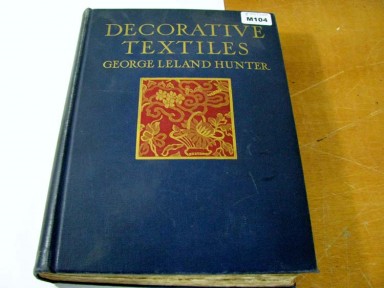 M104
DECORATIVE
TEXTILES
GEORGE LELAND HUNTER